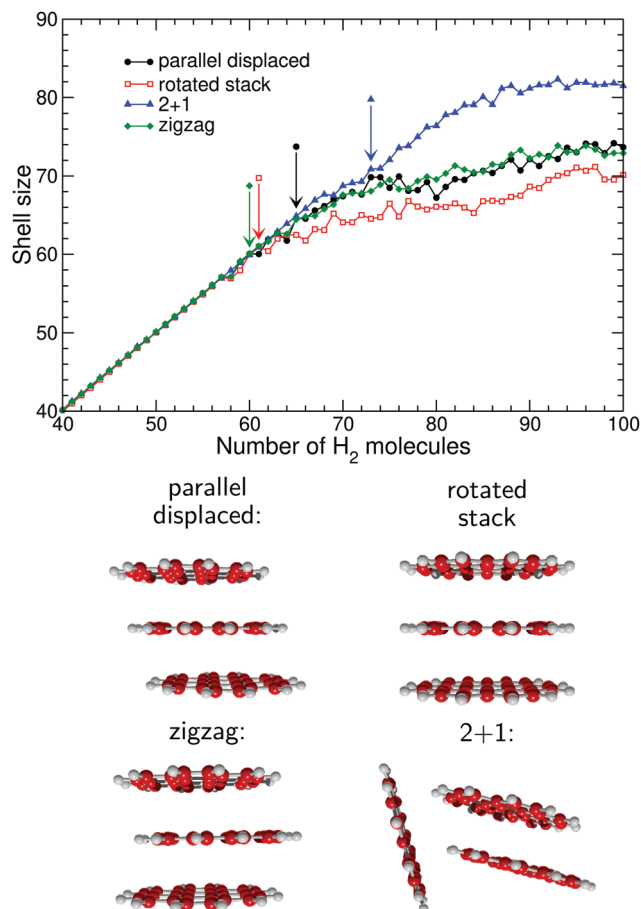 90
80
70
60
50
40
Shell size
parallel displaced
rotated stack
2+1
zigzag
40 50 60 70 80 90 100
Number of H₂ molecules
parallel
displaced:
rotated
stack
zigzag:
2+1: